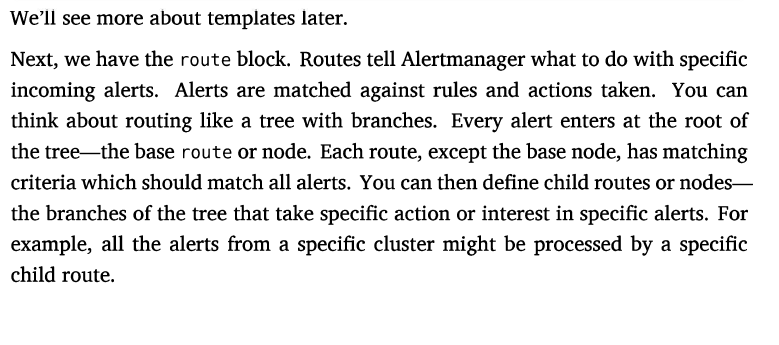 We’ll see more about templates later.
Next, we have the route block. Routes tell Alertmanager what to do with specific
incoming alerts. Alerts are matched against rules and actions taken. You can
think about routing like a tree with branches. Every alert enters at the root of
the tree—the base route or node. Each route, except the base node, has matching
criteria which should match all alerts. You can then define child routes or nodes—
the branches of the tree that take specific action or interest in specific alerts. For
example, all the alerts from a specific cluster might be processed by a specific
child route.